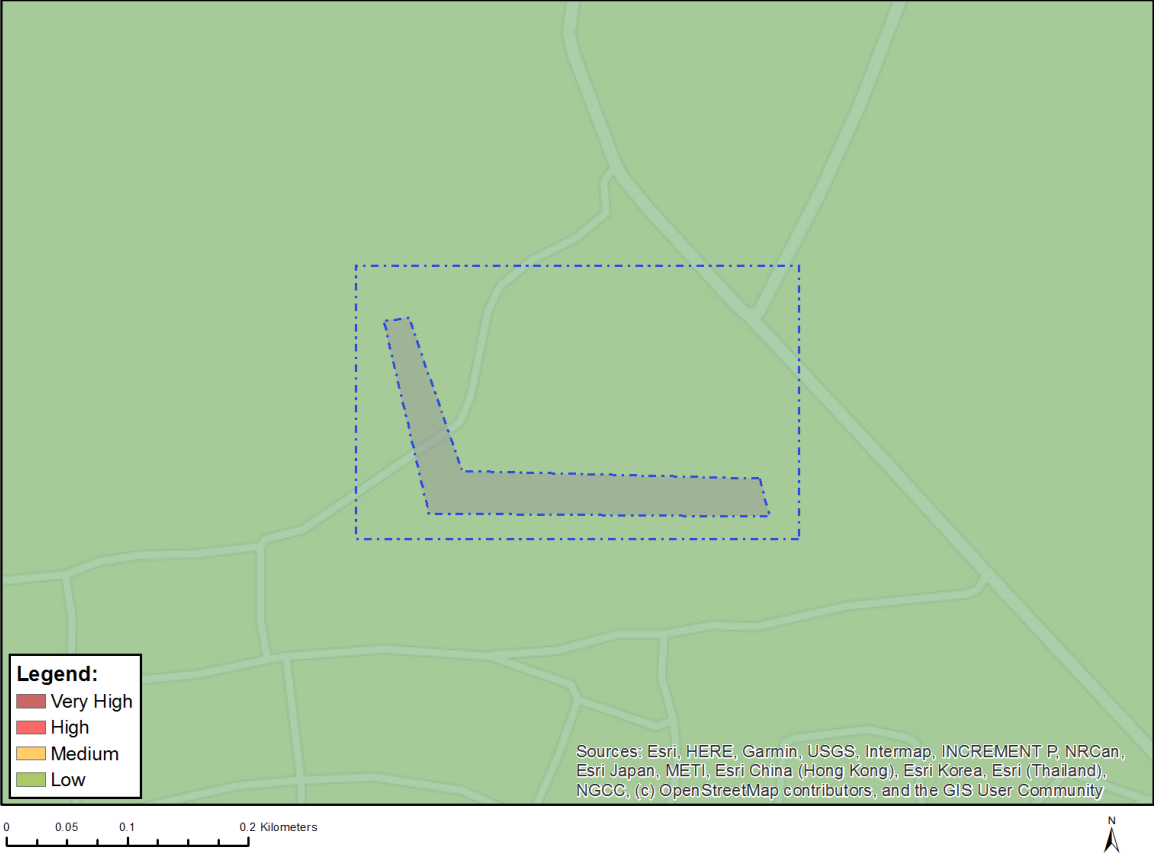 Legend:
Very High
High
Medium
Low
Sources: Esri, HERE, Garmin, USGS, Intermap, INCREMENT P, NRCan,
Esri Japan, METI, Esri China (Hong Kong), Esri Korea, Esri (Thailand),
NGCC, (c) OpenStreetMap contributors, and the GIS User Community
0 0.05 0.1 0.2 Kilometers
N